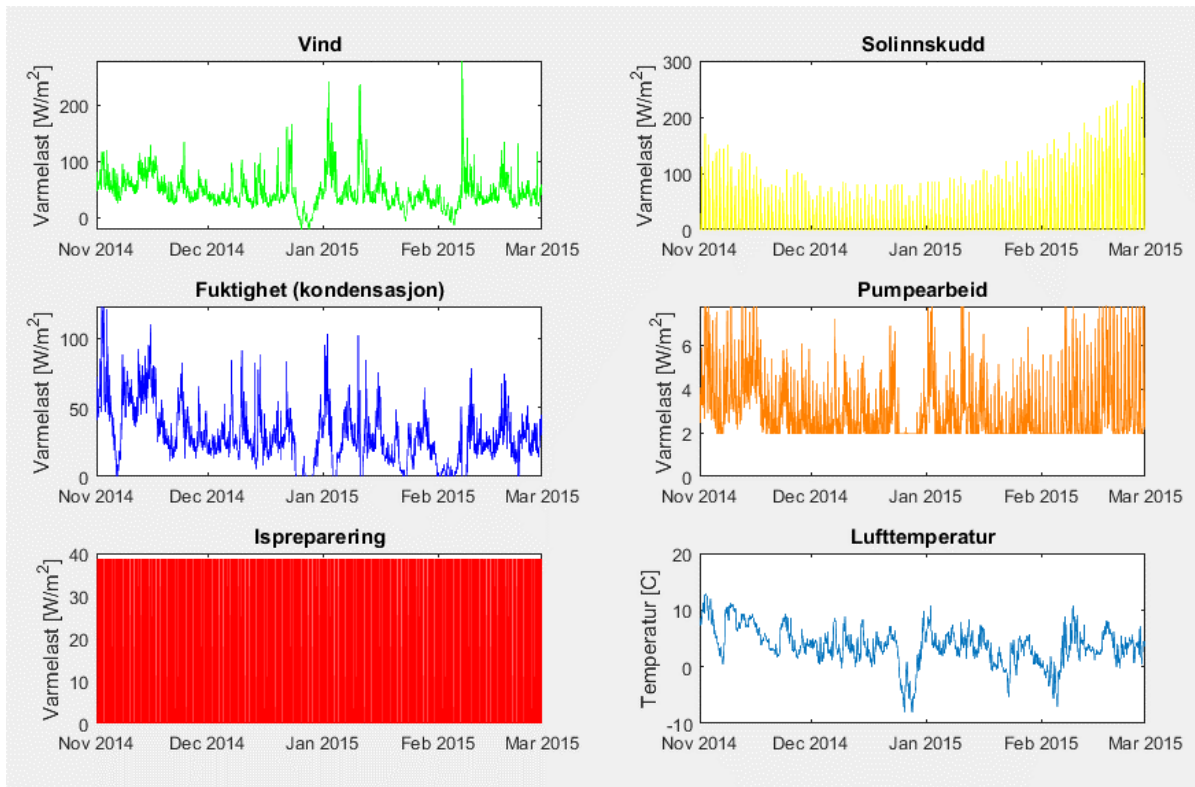 Vind
Varmelast [W/m²]
200
100
0
Nov 2014 Dec 2014 Jan 2015 Feb 2015 Mar 2015
Solinnskudd
Varmelast [W/m²]
300
200
100
0
Nov 2014 Dec 2014 Jan 2015 Feb 2015 Mar 2015
Fuktighet (kondensasjon)
Varmelast [W/m²]
100
50
0
Nov 2014 Dec 2014 Jan 2015 Feb 2015 Mar 2015
Pumpearbeid
Varmelast [W/m²]
6
4
2
0
Nov 2014 Dec 2014 Jan 2015 Feb 2015 Mar 2015
Ispreparering
Varmelast [W/m²]
40
30
20
10
0
Nov 2014 Dec 2014 Jan 2015 Feb 2015 Mar 2015
Lufttemperatur
Temperatur [C]
20
10
0
-10
Nov 2014 Dec 2014 Jan 2015 Feb 2015 Mar 2015